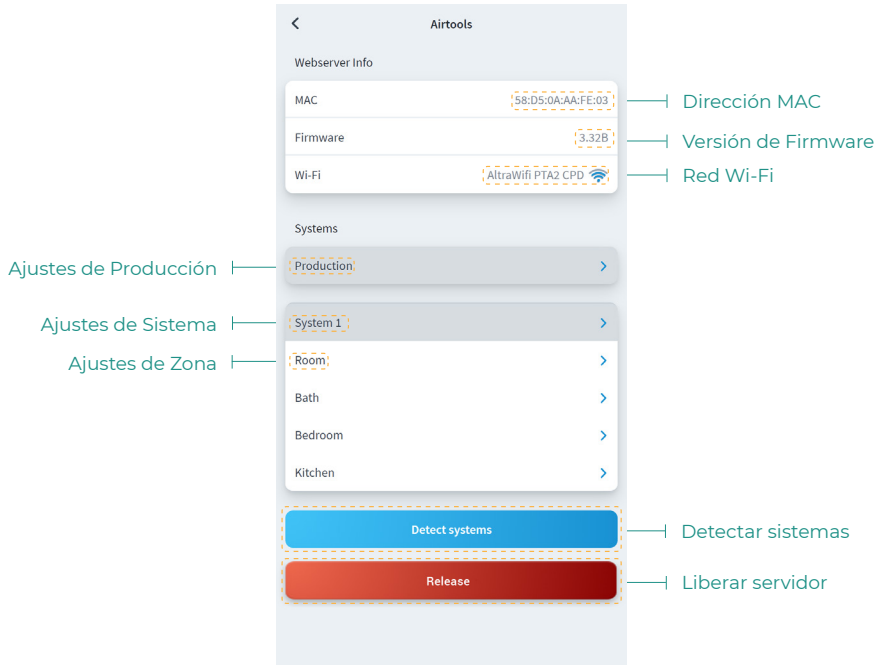 Airtools
Webserver Info
MAC
58:D5:0A:AA:FE:03
Dirección MAC
Firmware
3.32B
Versión de Firmware
Wi-Fi
AltraWifi PTA2 CPD
Red Wi-Fi
Systems
Ajustes de Producción
Production
Ajustes de Sistema
System 1
Ajustes de Zona
Room
Bath
Bedroom
Kitchen
Detect systems
Detectar sistemas
Release
Liberar servidor